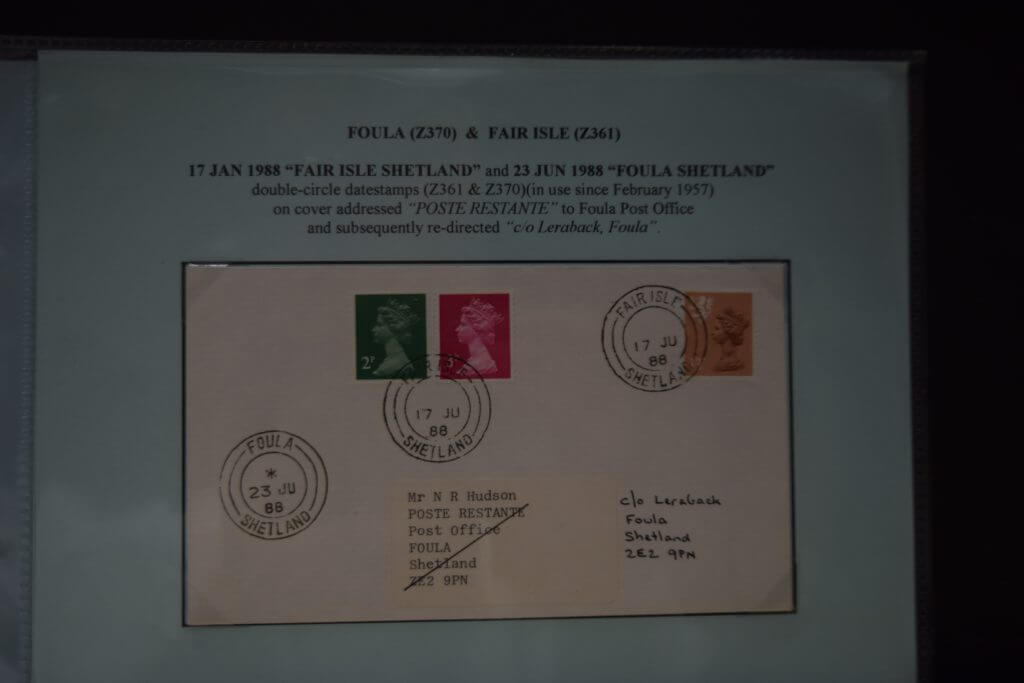 FOULA (Z370) & FAIR ISLE (Z361)
17 JAN 1988 “FAIR ISLE SHETLAND” and 23 JUN 1988 “FOULA SHETLAND”
double-circle datestamps (Z361 & Z370)(in use since February 1957)
on cover addressed “POSTE RESTANTE” to Foula Post Office
and subsequently re-directed “c/o Leraback, Foula”.
2P
FAIR ISLE
17 JU
88
SHETLAND
FAIR ISLE
17 JU
88
SHETLAND
FOULA
*
23 JU
88
SHETLAND
Mr N R Hudson
POSTE RESTANTE
Post Office
FOULA
Shetland
ZE2 9PN
c/o Leraback
Foula
Shetland
ZE2 9PN